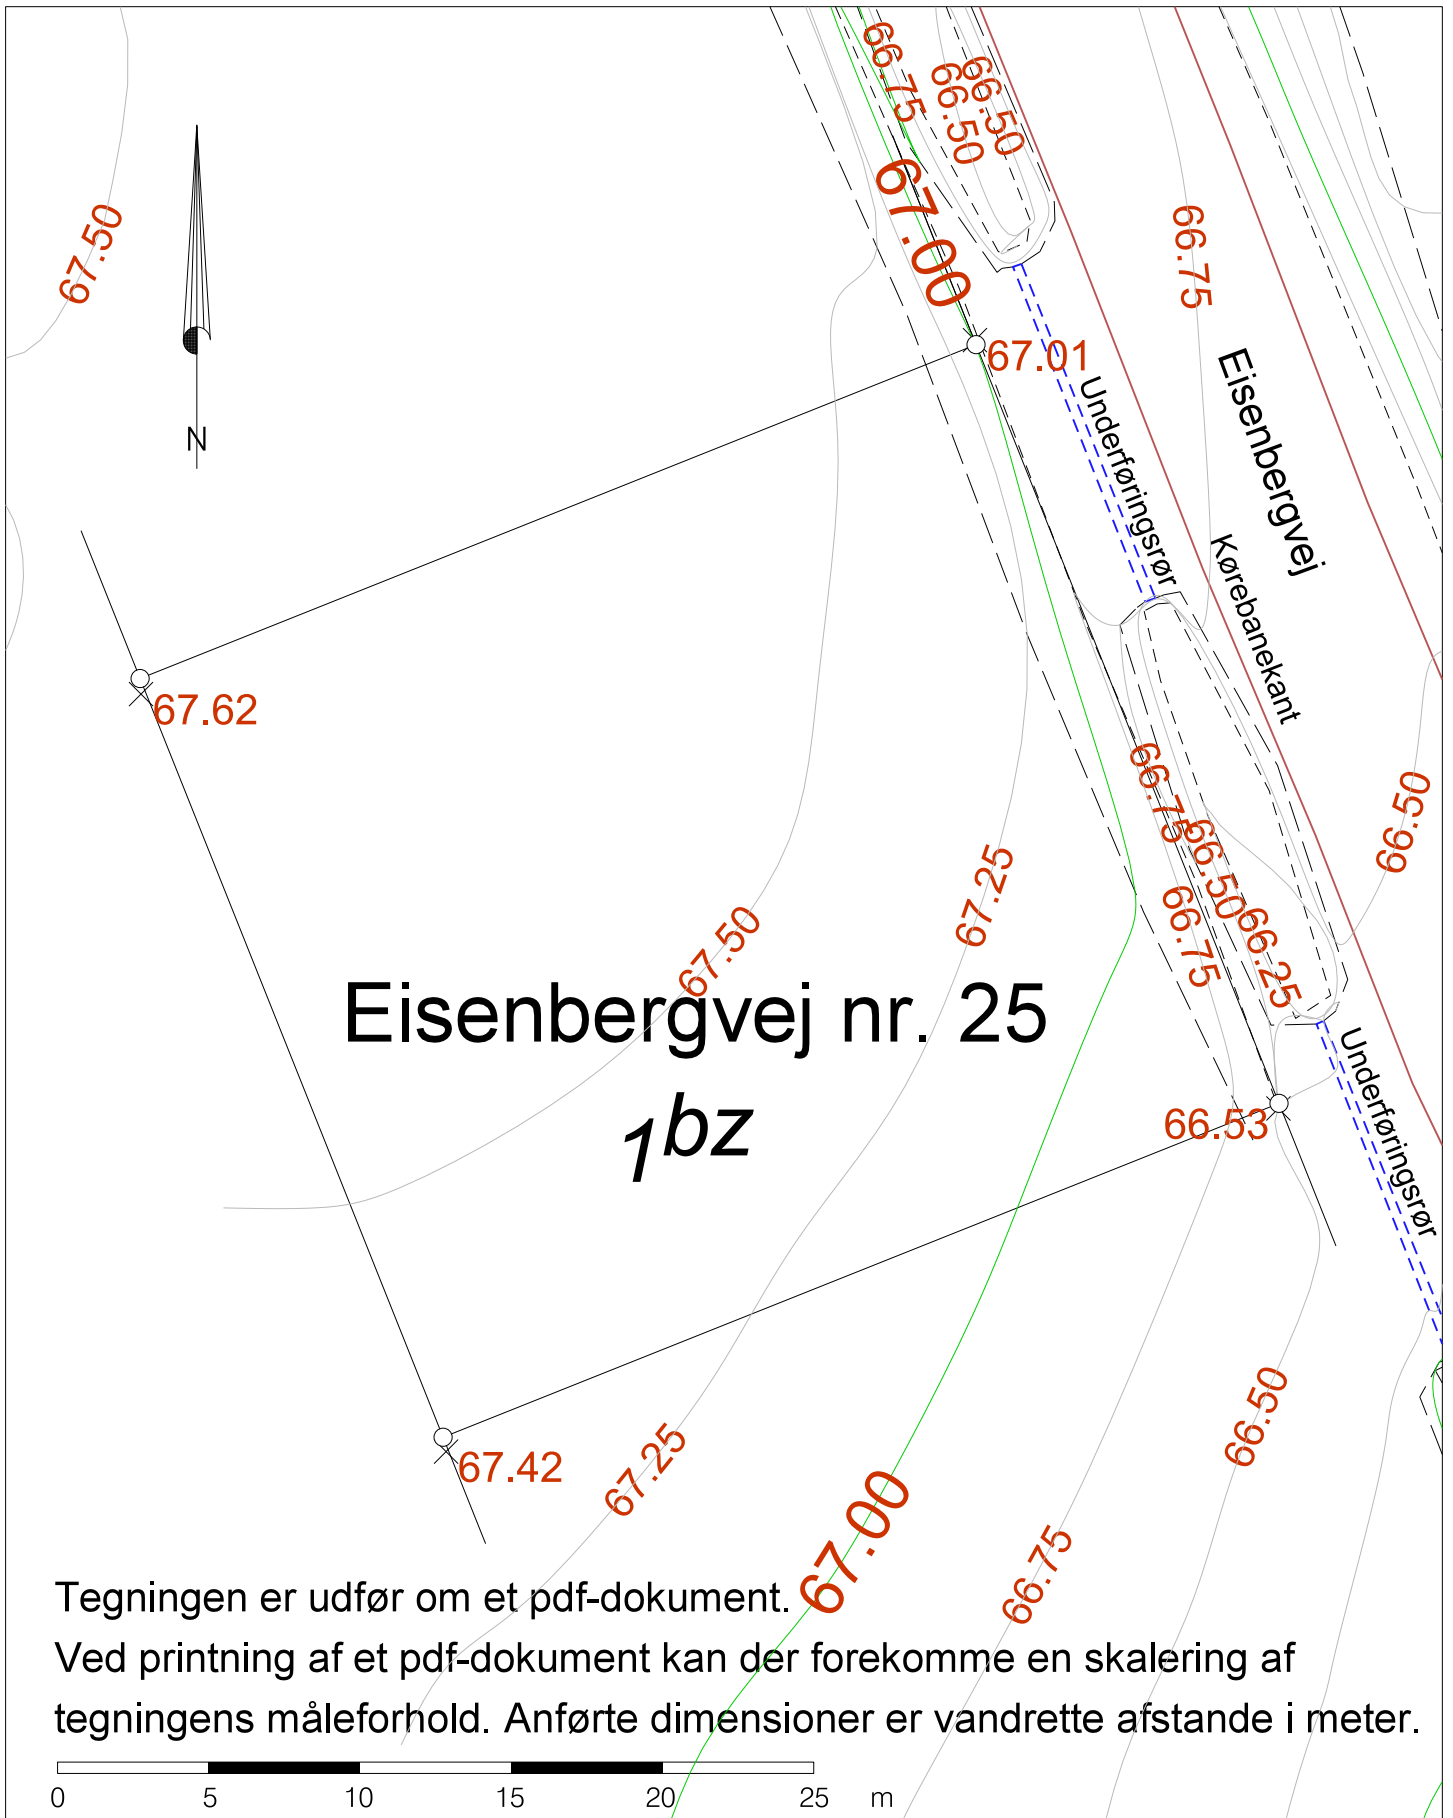 66.75
66.50
66.50
67.50
67.00
66.75
67.01
N
Underføringsrør
Eisenbergvej
Kørebanekant
67.62
66.75
66.50
66.50
67.25
66.75
66.25
67.50
Eisenbergvej nr. 25
1bz
66.53
Underføringsrør
67.42
67.25
66.50
67.00
66.75
Tegningen er udfør om et pdf-dokument.
Ved printning af et pdf-dokument kan der forekomme en skalering af
tegningens måleforhold. Anførte dimensioner er vandrette afstande i meter.
0 5 10 15 20 25 m